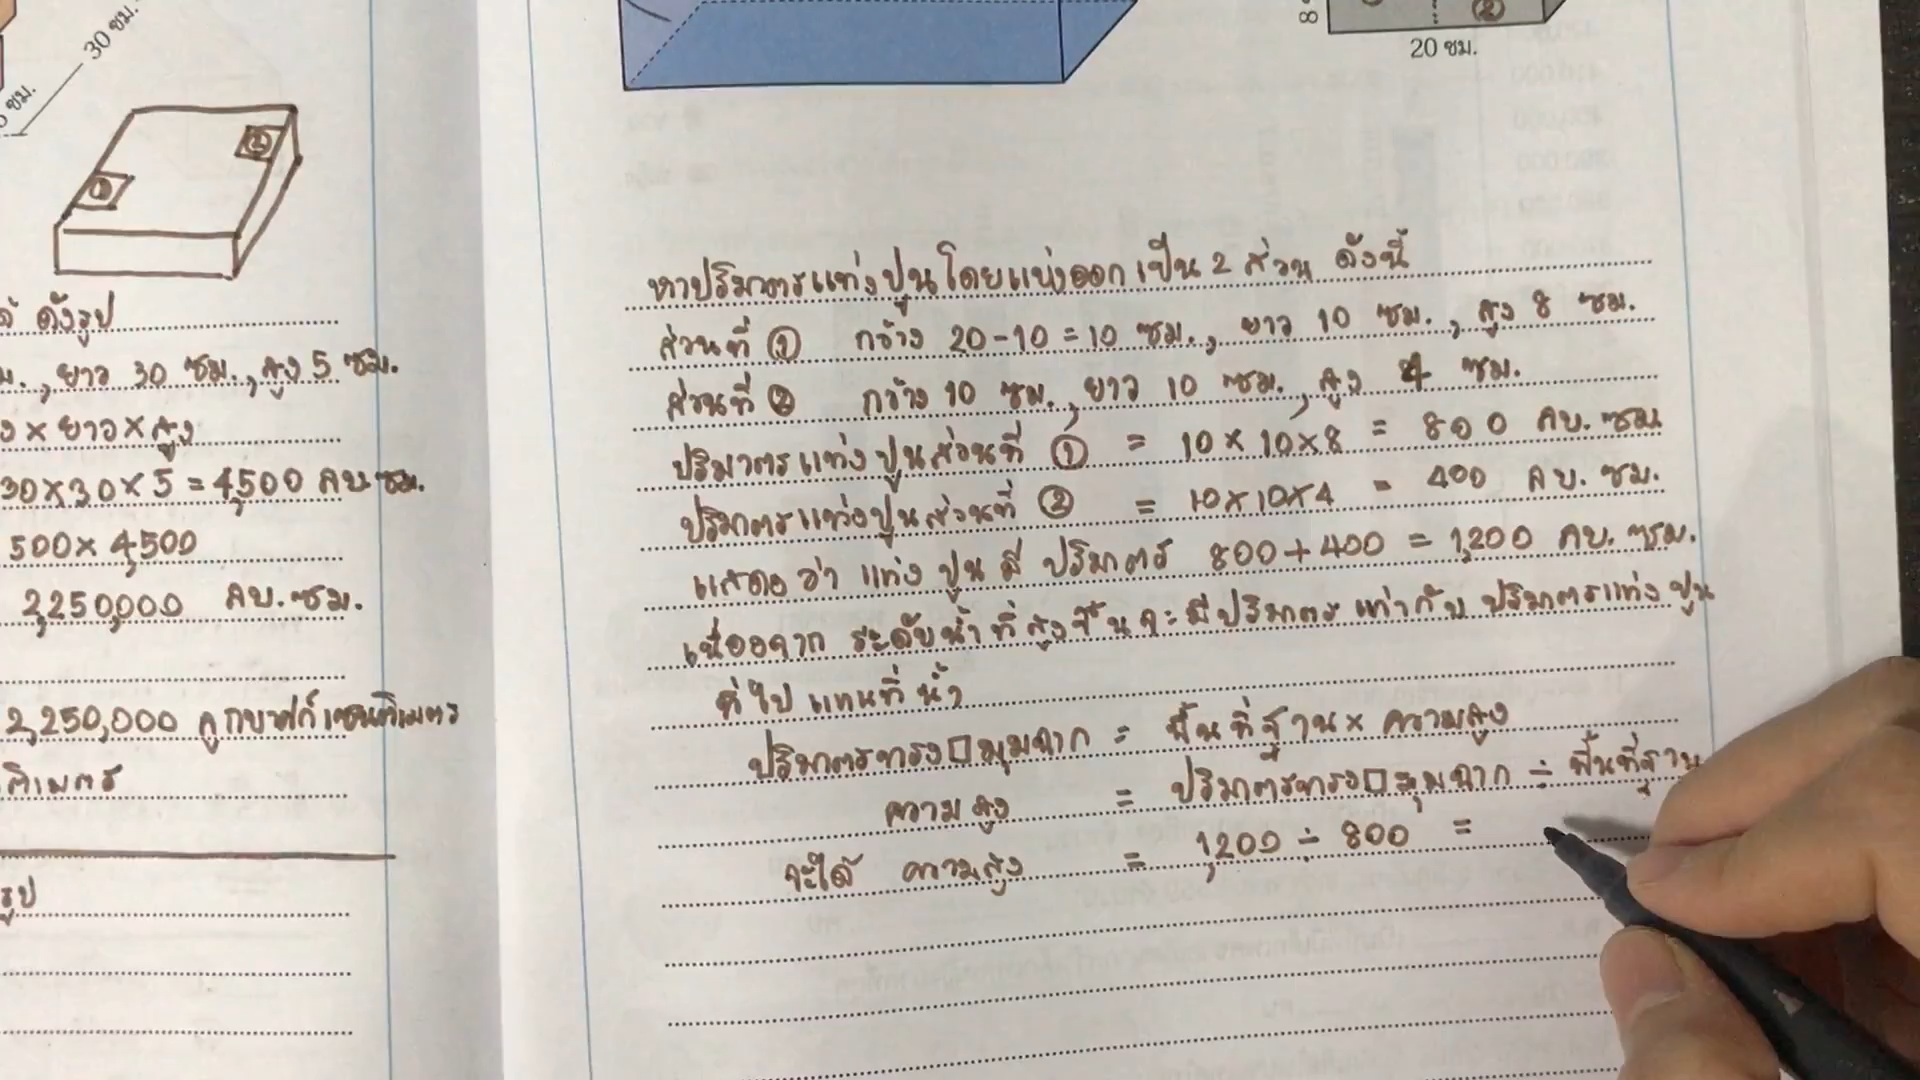 30 ซม.
ซม.
② 
①
ดังรูป
ม., ยาว 30 ซม., สูง 5 ซม.
ง × ยาว × สูง
30 × 30 × 5 = 4,500 ลบ.ซม.
500 × 4,500
2,250,000 ลบ.ซม.
2,250,000 ลูกบาศก์เซนติเมตร
ติเมตร
รูป
8
②
20 ซม.
หาปริมาตรแท่งปูนโดยแบ่งออกเป็น 2 ส่วน ดังนี้
ส่วนที่ ① กว้าง 20 - 10 = 10 ซม., ยาว 10 ซม., สูง 8 ซม.
ส่วนที่ ② กว้าง 10 ซม., ยาว 10 ซม., สูง 4 ซม.
ปริมาตรแท่งปูนส่วนที่ ① = 10 × 10 × 8 = 800 ลบ.ซม
ปริมาตรแท่งปูนส่วนที่ ② = 10 × 10 × 4 = 400 ลบ.ซม.
แสดงว่า แท่งปูนมีปริมาตร 800 + 400 = 1,200 ลบ.ซม.
เนื่องจาก ระดับน้ำที่สูงขึ้นจะมีปริมาตรเท่ากับ ปริมาตรแท่งปูน
ที่ไปแทนที่น้ำ
ปริมาตรทรง□มุมฉาก = พื้นที่ฐาน × ความสูง
ความสูง = ปริมาตรทรง□มุมฉาก ÷ พื้นที่ฐาน
จะได้ ความสูง = 1,200 ÷ 800 =